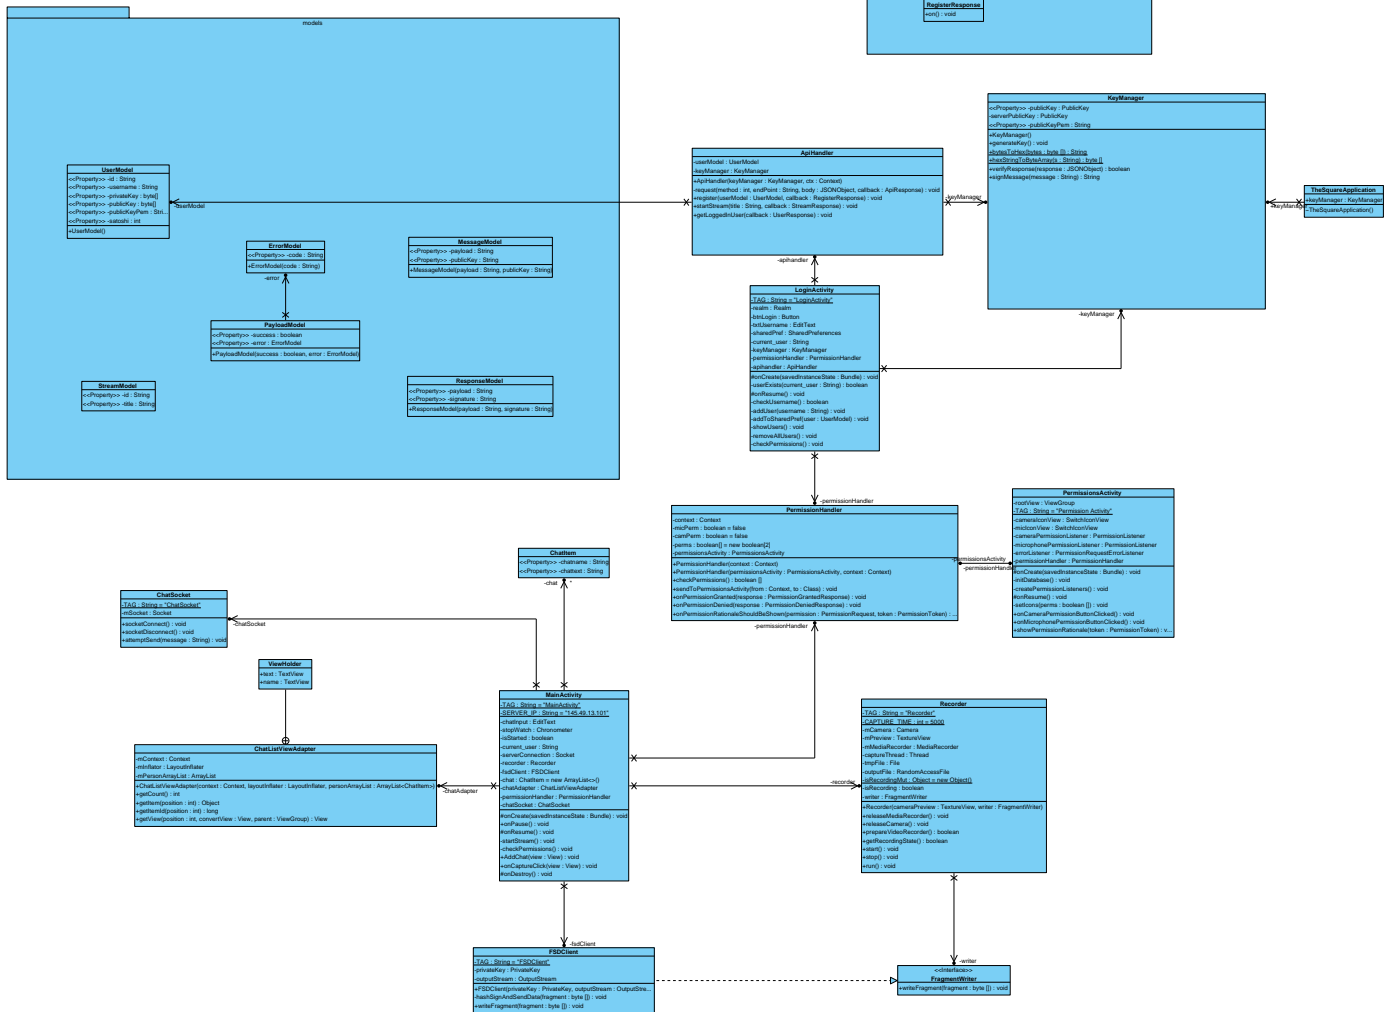 RegisterResponse
+on() : void
models
KeyManager
<<Property>> -publicKey : PublicKey
-serverPublicKey : PublicKey
<<Property>> -publicKeyPem : String
+KeyManager()
+generateKey() : void
+bytesToHex(bytes : byte []) : String
+hexStringToByteArray(s : String) : byte []
+verifyResponse(response : JSONObject) : boolean
+signMessage(message : String) : String
-keyManager
ApiHandler
-userModel : UserModel
-keyManager : KeyManager
+ApiHandler(keyManager : KeyManager, ctx : Context)
-request(method : int, endPoint : String, body : JSONObject, callback : ApiResponse) : void
+register(userModel : UserModel, callback : RegisterResponse) : void
+startStream(title : String, callback : StreamResponse) : void
+getLoggedInUser(callback : UserResponse) : void
-keyManager
-apihandler
TheSquareApplication
+keyManager : KeyManager
~TheSquareApplication()
+keyManager
UserModel
<<Property>> -id : String
<<Property>> -username : String
<<Property>> -privateKey : byte[]
<<Property>> -publicKey : byte[]
<<Property>> -publicKeyPem : Stri...
<<Property>> -satoshi : int
+UserModel()
-userModel
ErrorModel
<<Property>> -code : String
+ErrorModel(code : String)
-error
MessageModel
<<Property>> -payload : String
<<Property>> -publicKey : String
+MessageModel(payload : String, publicKey : String)
PayloadModel
<<Property>> -success : boolean
<<Property>> -error : ErrorModel
+PayloadModel(success : boolean, error : ErrorModel)
StreamModel
<<Property>> -id : String
<<Property>> -title : String
ResponseModel
<<Property>> -payload : String
<<Property>> -signature : String
+ResponseModel(payload : String, signature : String)
LoginActivity
-TAG : String = "LoginActivity"
-realm : Realm
-btnLogin : Button
-txtUsername : EditText
-sharedPref : SharedPreferences
-current_user : String
-keyManager : KeyManager
-permissionHandler : PermissionHandler
-apihandler : ApiHandler
#onCreate(savedInstanceState : Bundle) : void
-userExists(current_user : String) : boolean
#onResume() : void
-checkUsername() : boolean
-addUser(username : String) : void
-addToSharedPref(user : UserModel) : void
-showUsers() : void
-removeAllUsers() : void
-checkPermissions() : void
-permissionHandler
PermissionHandler
-context : Context
-micPerm : boolean = false
-camPerm : boolean = false
-perms : boolean[] = new boolean[2]
-permissionsActivity : PermissionsActivity
+PermissionHandler(context : Context)
+PermissionHandler(permissionsActivity : PermissionsActivity, context : Context)
+checkPermissions() : boolean []
+sendToPermissionsActivity(from : Context, to : Class) : void
+onPermissionGranted(response : PermissionGrantedResponse) : void
+onPermissionDenied(response : PermissionDeniedResponse) : void
+onPermissionRationaleShouldBeShown(permission : PermissionRequest, token : PermissionToken) : ...
-permissionHandler
-permissionsActivity
PermissionsActivity
-rootView : ViewGroup
-TAG : String = "Permission Activity"
-cameraIconView : SwitchIconView
-micIconView : SwitchIconView
-cameraPermissionListener : PermissionListener
-microphonePermissionListener : PermissionListener
-errorListener : PermissionRequestErrorListener
-permissionHandler : PermissionHandler
#onCreate(savedInstanceState : Bundle) : void
-initDatabase() : void
-createPermissionListeners() : void
#onResume() : void
-setIcons(perms : boolean []) : void
+onCameraPermissionButtonClicked() : void
+onMicrophonePermissionButtonClicked() : void
+showPermissionRationale(token : PermissionToken) : v...
ChatItem
<<Property>> -chatname : String
<<Property>> -chattext : String
-chat
*
ChatSocket
-TAG : String = "ChatSocket"
-mSocket : Socket
+socketConnect() : void
+socketDisconnect() : void
+attemptSend(message : String) : void
-chatSocket
ViewHolder
+text : TextView
+name : TextView
ChatListViewAdapter
-mContext : Context
-mInflator : LayoutInflater
-mPersonArrayList : ArrayList
+ChatListViewAdapter(context : Context, layoutInflater : LayoutInflater, personArrayList : ArrayList<ChatItem>)
+getCount() : int
+getItem(position : int) : Object
+getItemId(position : int) : long
+getView(position : int, convertView : View, parent : ViewGroup) : View
-chatAdapter
MainActivity
-TAG : String = "MainActivity"
-SERVER_IP : String = "145.49.13.101"
-chatInput : EditText
-stopWatch : Chronometer
-isStarted : boolean
-current_user : String
-serverConnection : Socket
-recorder : Recorder
-fsdClient : FSDClient
-chat : ChatItem = new ArrayList<>()
-chatAdapter : ChatListViewAdapter
-permissionHandler : PermissionHandler
-chatSocket : ChatSocket
#onCreate(savedInstanceState : Bundle) : void
+onPause() : void
#onResume() : void
-startStream() : void
-checkPermissions() : void
+AddChat(view : View) : void
+onCaptureClick(view : View) : void
#onDestroy() : void
-recorder
Recorder
-TAG : String = "Recorder"
-CAPTURE_TIME : int = 5000
-mCamera : Camera
-mPreview : TextureView
-mMediaRecorder : MediaRecorder
-captureThread : Thread
-tmpFile : File
-outputFile : RandomAccessFile
-isRecordingMut : Object = new Object()
-isRecording : boolean
-writer : FragmentWriter
+Recorder(cameraPreview : TextureView, writer : FragmentWriter)
+releaseMediaRecorder() : void
+releaseCamera() : void
+prepareVideoRecorder() : boolean
+getRecordingState() : boolean
+start() : void
+stop() : void
+run() : void
-fsdClient
FSDClient
-TAG : String = "FSDClient"
-privateKey : PrivateKey
-outputStream : OutputStream
+FSDClient(privateKey : PrivateKey, outputStream : OutputStre...
-hashSignAndSendData(fragment : byte []) : void
+writeFragment(fragment : byte []) : void
-writer
<<Interface>>
FragmentWriter
+writeFragment(fragment : byte []) : void